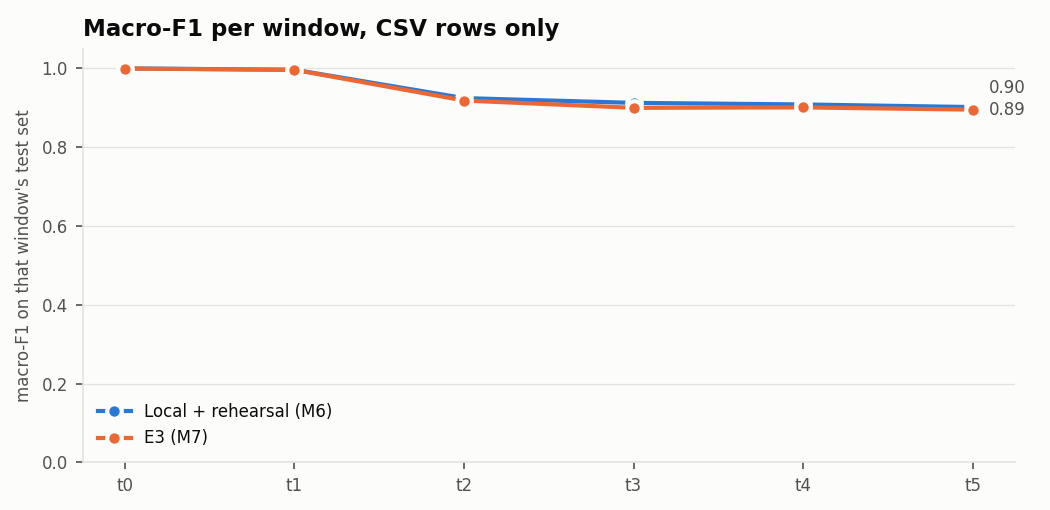 Macro-F1 per window, CSV rows only
macro-F1 on that window's test set
1.0
0.8
0.6
0.4
0.2
0.0
0.90
0.89
Local + rehearsal (M6)
E3 (M7)
t0 t1 t2 t3 t4 t5